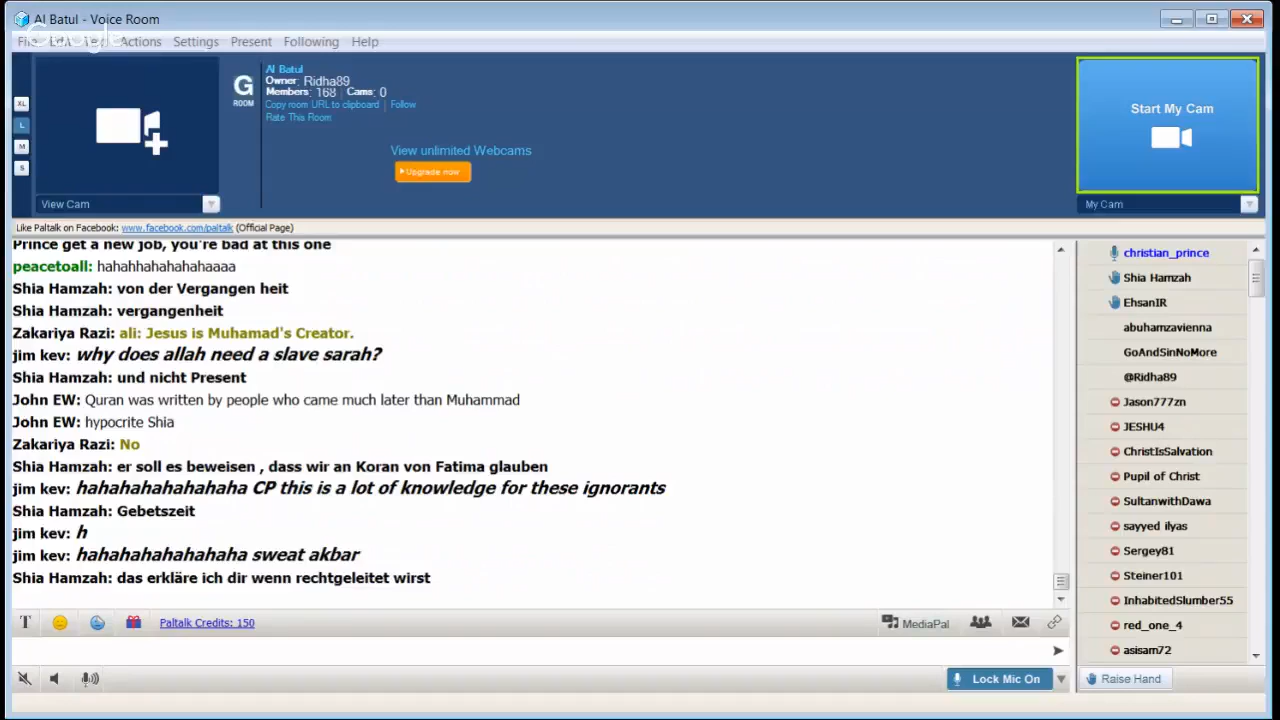 Al Batul - Voice Room
Google
File Edit Actions Settings Present Following Help
Al Batul
G
ROOM
Owner: Ridha89
Members: 168 Cams: 0
Copy room URL to clipboard | Follow
Rate This Room
View unlimited Webcams
Upgrade now
Start My Cam
XL
L
M
S
View Cam
My Cam
Like Paltalk on Facebook: www.facebook.com/paltalk (Official Page)
Prince get a new job, you're bad at this one
peacetoall: hahahhahahahahaaaa
Shia Hamzah: von der Vergangen heit
Shia Hamzah: vergangenheit
Zakariya Razi: ali: Jesus is Muhamad's Creator.
jim kev: why does allah need a slave sarah?
Shia Hamzah: und nicht Present
John EW: Quran was written by people who came much later than Muhammad
John EW: hypocrite Shia
Zakariya Razi: No
Shia Hamzah: er soll es beweisen , dass wir an Koran von Fatima glauben
jim kev: hahahahahahahaha CP this is a lot of knowledge for these ignorants
Shia Hamzah: Gebetszeit
jim kev: h
jim kev: hahahahahahahaha sweat akbar
Shia Hamzah: das erkläre ich dir wenn rechtgeleitet wirst
christian_prince
Shia Hamzah
EhsanIR
abuhamzavienna
GoAndSinNoMore
@Ridha89
Jason777zn
JESHU4
ChristIsSalvation
Pupil of Christ
SultanwithDawa
sayyed ilyas
Sergey81
Steiner101
InhabitedSlumber55
red_one_4
asisam72
T
Paltalk Credits: 150
MediaPal
Lock Mic On
Raise Hand